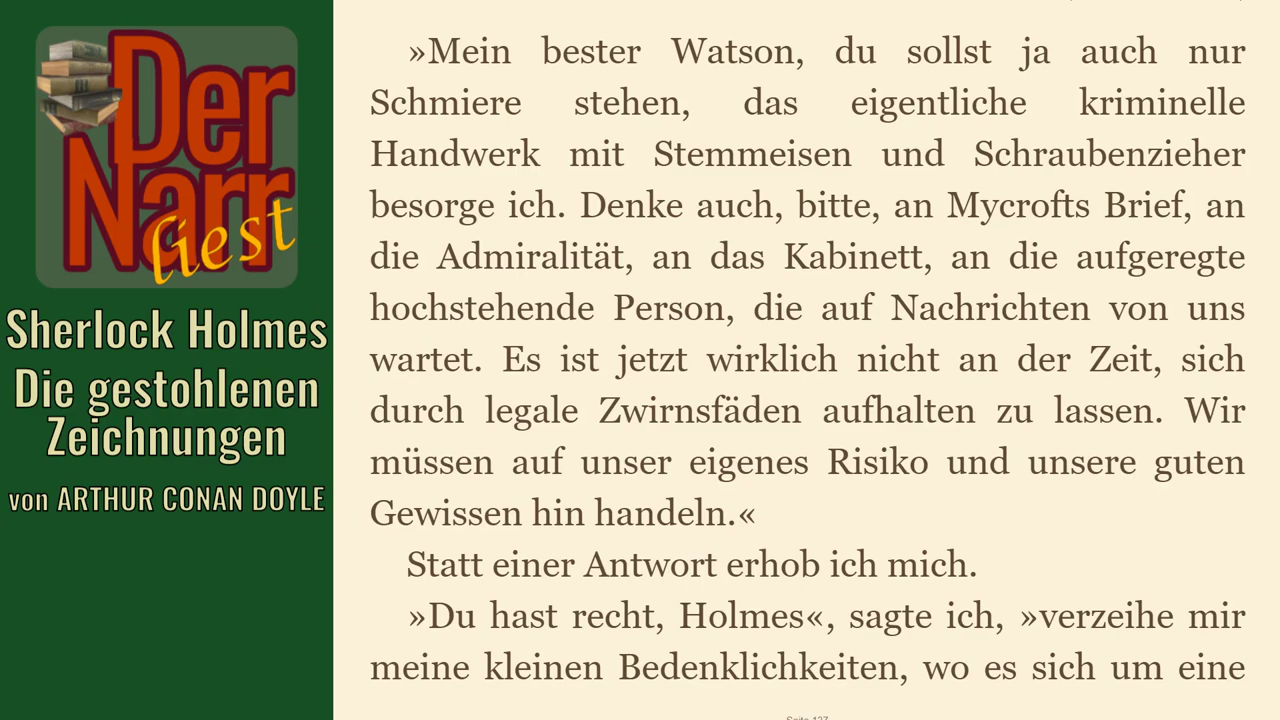 Der
Narr
liest
Sherlock Holmes
Die gestohlenen
Zeichnungen
von ARTHUR CONAN DOYLE
»Mein bester Watson, du sollst ja auch nur
Schmiere stehen, das eigentliche kriminelle
Handwerk mit Stemmeisen und Schraubenzieher
besorge ich. Denke auch, bitte, an Mycrofts Brief, an
die Admiralität, an das Kabinett, an die aufgeregte
hochstehende Person, die auf Nachrichten von uns
wartet. Es ist jetzt wirklich nicht an der Zeit, sich
durch legale Zwirnsfäden aufhalten zu lassen. Wir
müssen auf unser eigenes Risiko und unsere guten
Gewissen hin handeln.«
Statt einer Antwort erhob ich mich.
»Du hast recht, Holmes«, sagte ich, »verzeihe mir
meine kleinen Bedenklichkeiten, wo es sich um eine